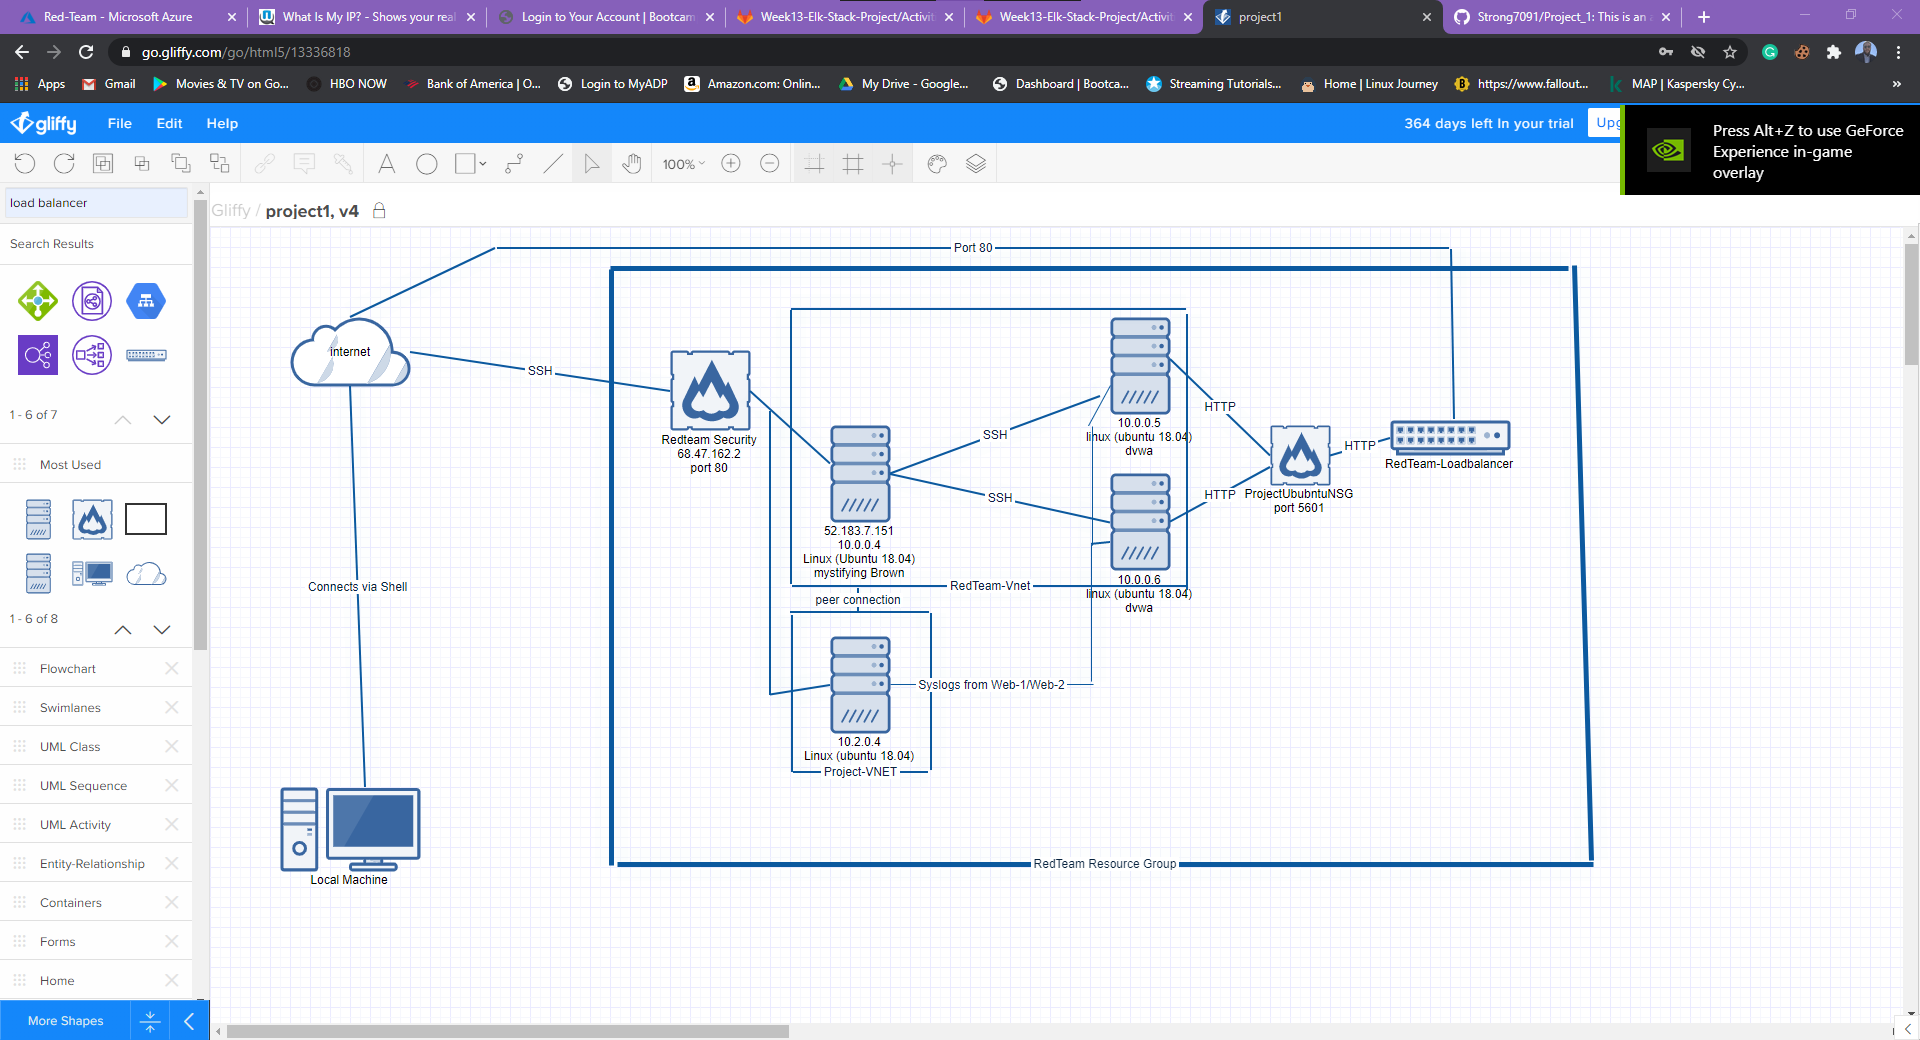 Red-Team - Microsoft Azure
What Is My IP? - Shows your real
Login to Your Account | Bootcam
Week13-Elk-Stack-Project/Activit
Week13-Elk-Stack-Project/Activit
project1
Strong7091/Project_1: This is an
go.gliffy.com/go/html5/13336818
Apps
Gmail
Movies & TV on Go...
HBO NOW
Bank of America | O...
Login to MyADP
Amazon.com: Onlin...
My Drive - Google...
Dashboard | Bootca...
Streaming Tutorials...
Home | Linux Journey
https://www.fallout...
MAP | Kaspersky Cy...
»
gliffy
File
Edit
Help
364 days left In your trial
Upg
Press Alt+Z to use GeForce
Experience in-game
overlay
100%
load balancer
Gliffy / project1, v4
Search Results
1 - 6 of 7
Most Used
1 - 6 of 8
Flowchart
Swimlanes
UML Class
UML Sequence
UML Activity
Entity-Relationship
Containers
Forms
Home
More Shapes
Port 80
internet
SSH
Redteam Security
68.47.162.2
port 80
SSH
SSH
52.183.7.151
10.0.0.4
Linux (Ubuntu 18.04)
mystifying Brown
10.0.0.5
linux (ubuntu 18.04)
dvwa
10.0.0.6
linux (ubuntu 18.04)
dvwa
HTTP
HTTP
HTTP
ProjectUbubntuNSG
port 5601
RedTeam-Loadbalancer
RedTeam-Vnet
peer connection
Connects via Shell
Syslogs from Web-1/Web-2
10.2.0.4
Linux (ubuntu 18.04)
Project-VNET
RedTeam Resource Group
Local Machine